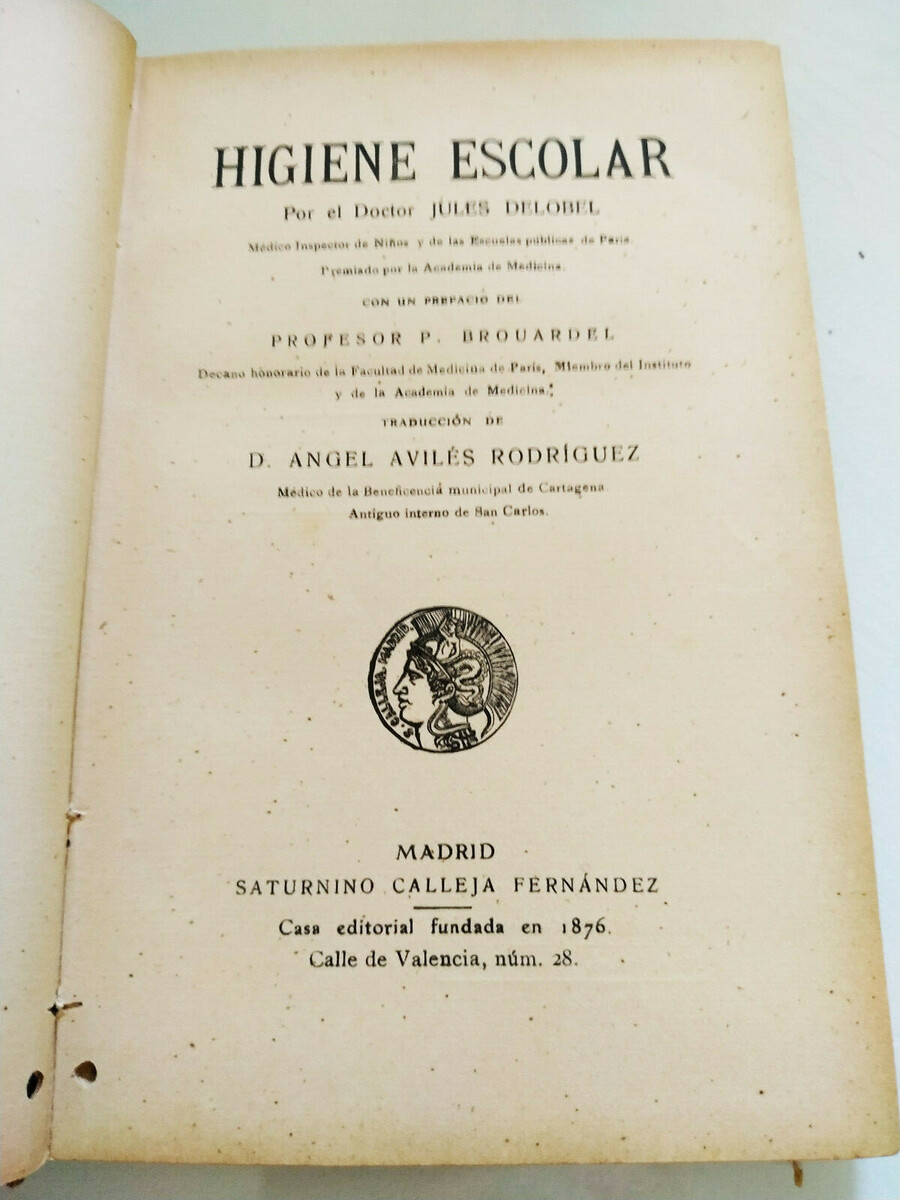 HIGIENE ESCOLAR
Por el Doctor JULES DELOBEL
Médico Inspector de Niños y de las Escuelas públicas de París.
Premiado por la Academia de Medicina.
CON UN PREFACIO DEL
PROFESOR P. BROUARDEL
Decano honorario de la Facultad de Medicina de París, Miembro del Instituto
y de la Academia de Medicina.
TRADUCCIÓN DE
D. ANGEL AVILÉS RODRÍGUEZ
Médico de la Beneficencia municipal de Cartagena
Antiguo interno de San Carlos.
S. CALLEJA. MADRID.
MADRID
SATURNINO CALLEJA FERNÁNDEZ
Casa editorial fundada en 1876.
Calle de Valencia, núm. 28.